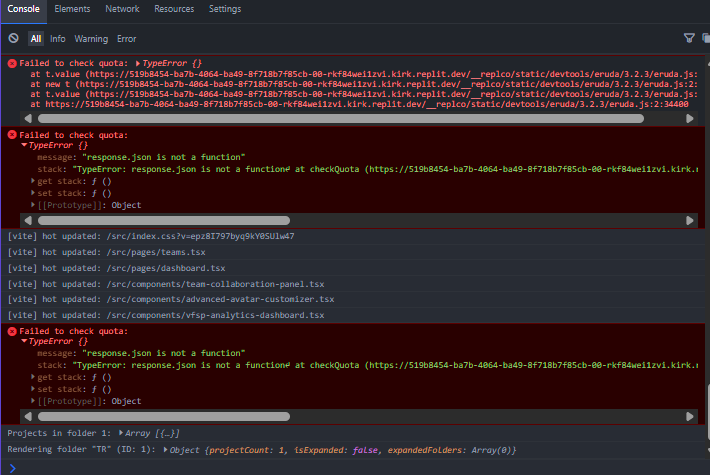 Console Elements Network Resources Settings
All Info Warning Error
Failed to check quota: ▶TypeError {}
at t.value (https://519b8454-ba7b-4064-ba49-8f718b7f85cb-00-rkf84wei1zvi.kirk.replit.dev/__replco/static/devtools/eruda/3.2.3/eruda.js:
at new t (https://519b8454-ba7b-4064-ba49-8f718b7f85cb-00-rkf84wei1zvi.kirk.replit.dev/__replco/static/devtools/eruda/3.2.3/eruda.js:2:
at t.value (https://519b8454-ba7b-4064-ba49-8f718b7f85cb-00-rkf84wei1zvi.kirk.replit.dev/__replco/static/devtools/eruda/3.2.3/eruda.js:
at https://519b8454-ba7b-4064-ba49-8f718b7f85cb-00-rkf84wei1zvi.kirk.replit.dev/__replco/static/devtools/eruda/3.2.3/eruda.js:2:34400
Failed to check quota:
▼TypeError {}
message: "response.json is not a function"
stack: "TypeError: response.json is not a function↵ at checkQuota (https://519b8454-ba7b-4064-ba49-8f718b7f85cb-00-rkf84wei1zvi.kirk.r
▶get stack: ƒ ()
▶set stack: ƒ ()
▶[[Prototype]]: Object
[vite] hot updated: /src/index.css?v=epz8I797byq9kY0SUlw47
[vite] hot updated: /src/pages/teams.tsx
[vite] hot updated: /src/pages/dashboard.tsx
[vite] hot updated: /src/components/team-collaboration-panel.tsx
[vite] hot updated: /src/components/advanced-avatar-customizer.tsx
[vite] hot updated: /src/components/vfsp-analytics-dashboard.tsx
Failed to check quota:
▼TypeError {}
message: "response.json is not a function"
stack: "TypeError: response.json is not a function↵ at checkQuota (https://519b8454-ba7b-4064-ba49-8f718b7f85cb-00-rkf84wei1zvi.kirk.r
▶get stack: ƒ ()
▶set stack: ƒ ()
▶[[Prototype]]: Object
Projects in folder 1: ▶Array [{…}]
Rendering folder "TR" (ID: 1): ▶Object {projectCount: 1, isExpanded: false, expandedFolders: Array(0)}